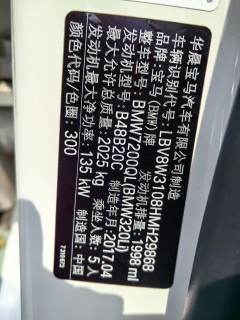 华晨宝马汽车有限公司制造
车辆识别代号: LBV8W3108HMH29868
品牌: 宝马(BMW)牌
整车型号: BMW7200QL(BMW320Li)
发动机型号: B48B20C 发动机排量: 1998 ml
最大允许总质量: 2025 kg 制造年月: 2017.04
发动机最大净功率: 135 kW 乘坐人数: 5人
颜色代码/色圈: 300 制造国: 中国